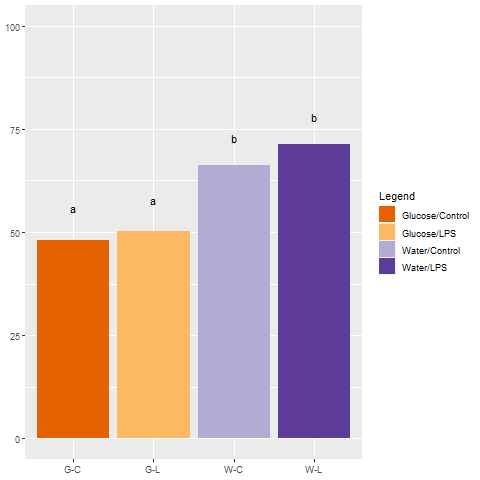 100
75
50
25
0
a
a
b
b
G-C
G-L
W-C
W-L
Legend
Glucose/Control
Glucose/LPS
Water/Control
Water/LPS